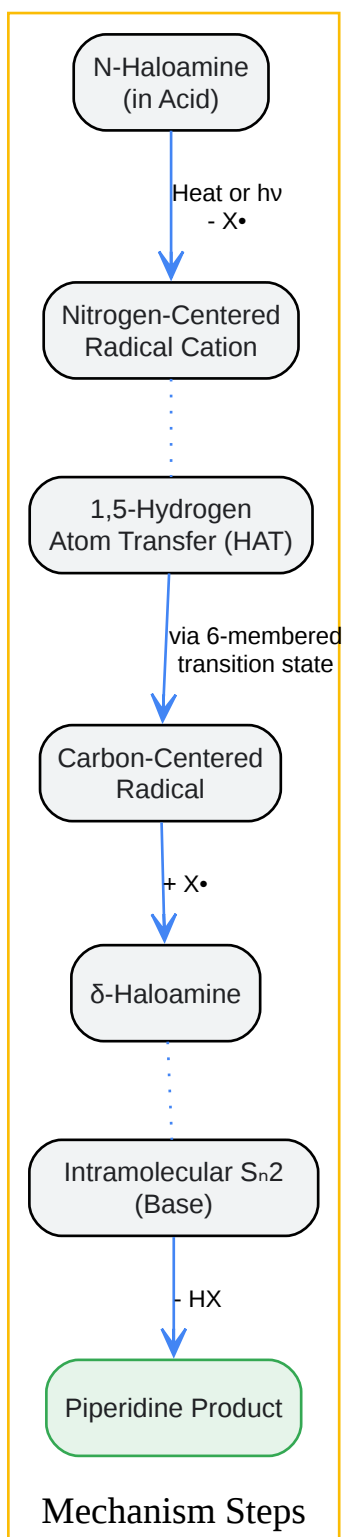 N-Haloamine
(in Acid)
Heat or hν
- X•
Nitrogen-Centered
Radical Cation
1,5-Hydrogen
Atom Transfer (HAT)
via 6-membered
transition state
Carbon-Centered
Radical
+ X•
δ-Haloamine
Intramolecular Sₙ2
(Base)
- HX
Piperidine Product
Mechanism Steps